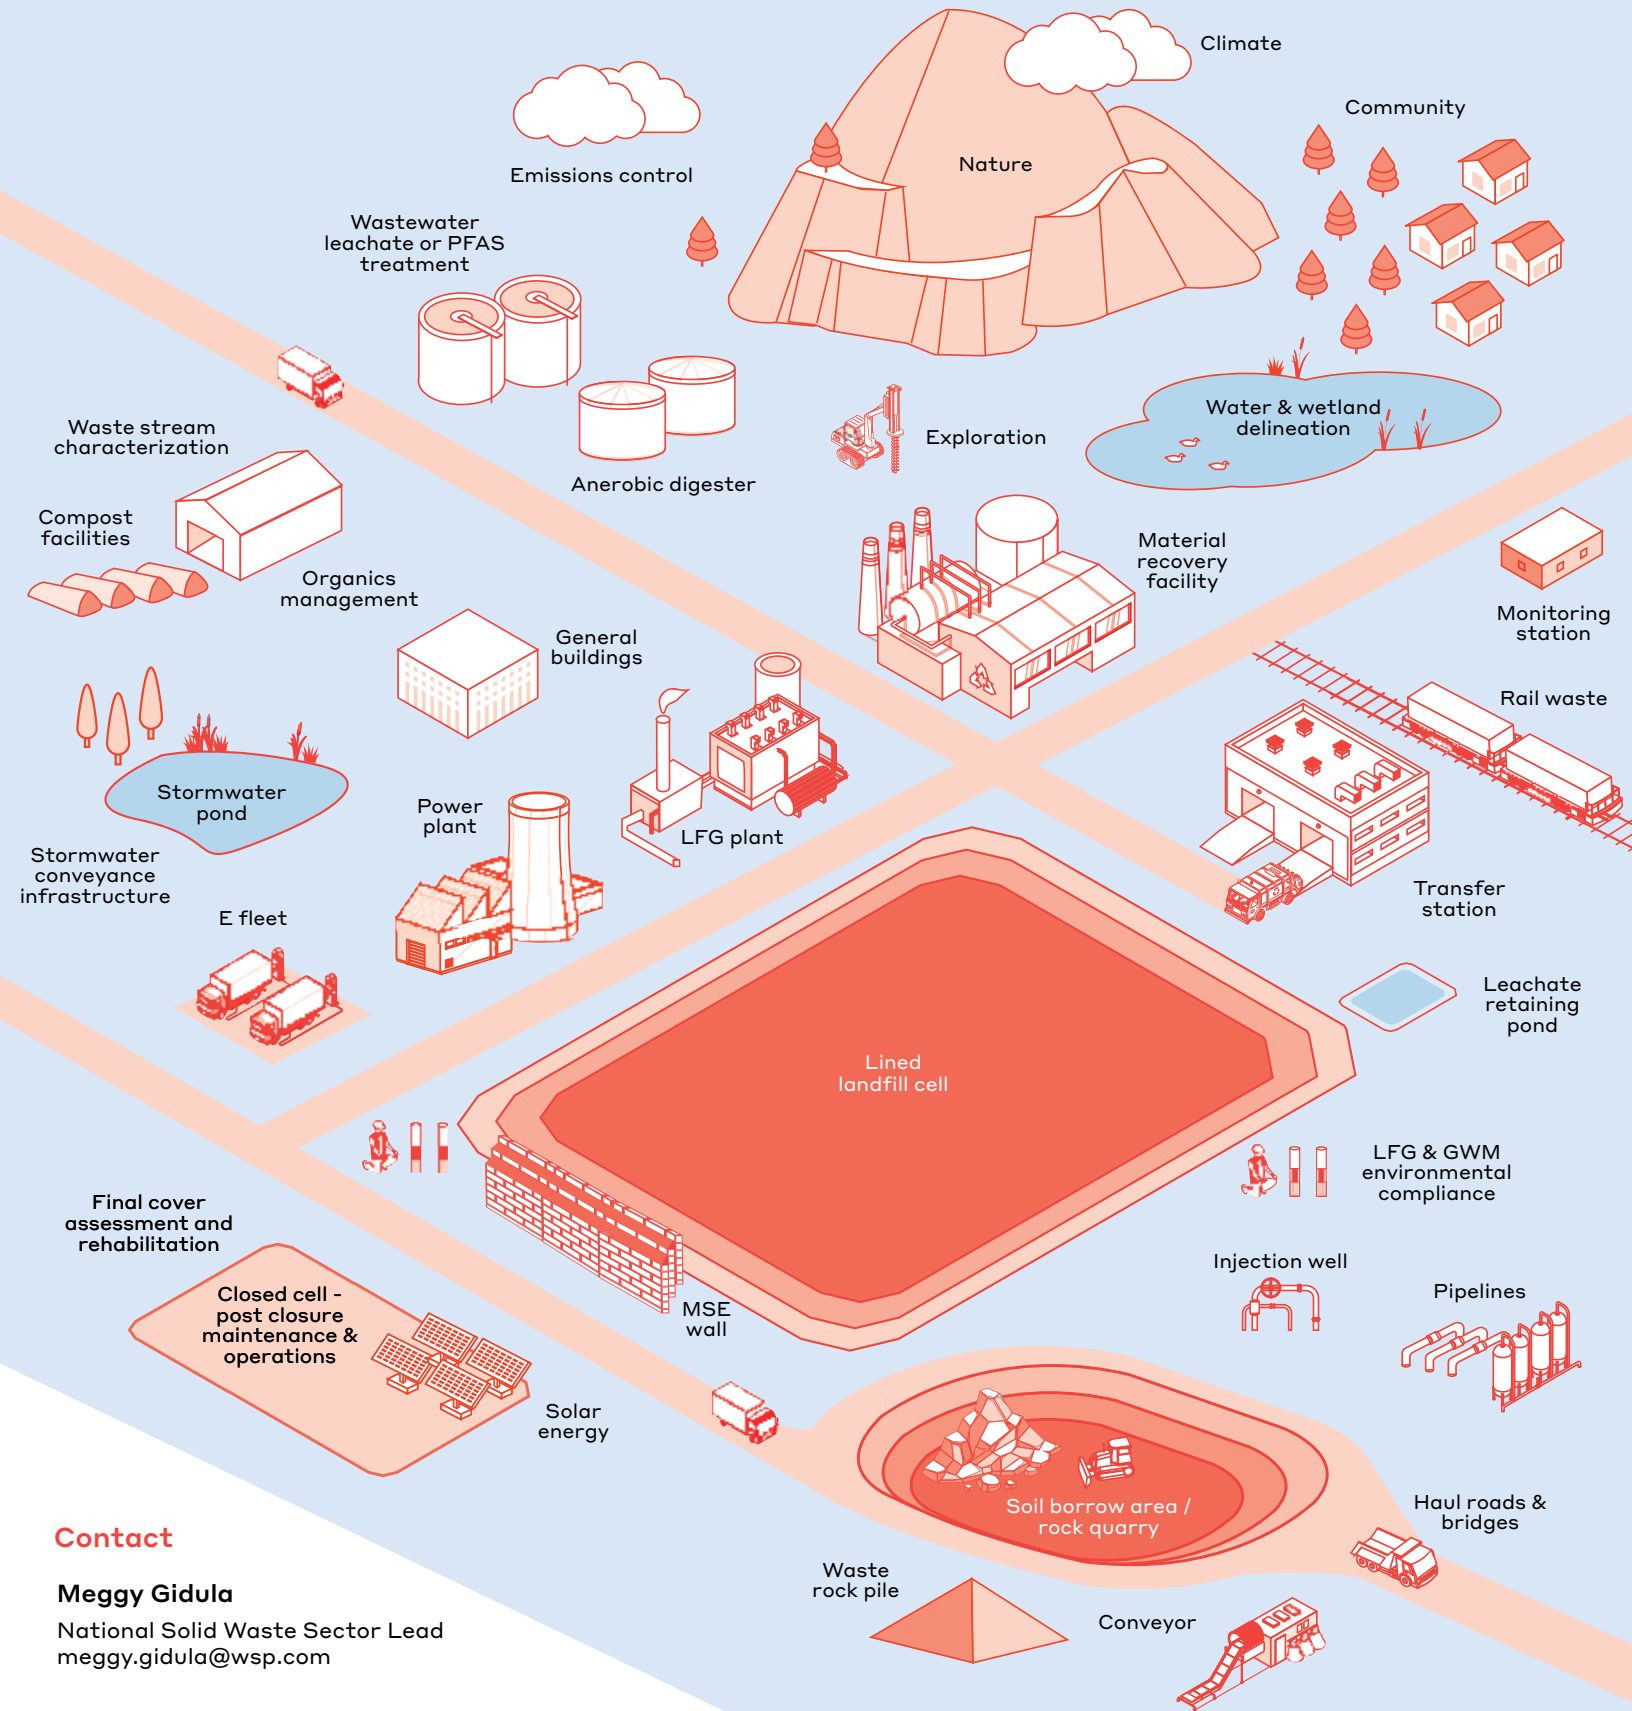 Climate
Community
Nature
Emissions control
Wastewater
leachate or PFAS
treatment
Water & wetland
delineation
Exploration
Waste stream
characterization
Anerobic digester
Compost
facilities
Material
recovery
facility
Organics
management
Monitoring
station
General
buildings
Rail waste
Stormwater
pond
Power
plant
LFG plant
Stormwater
conveyance
infrastructure
Transfer
station
E fleet
Leachate
retaining
pond
Lined
landfill cell
LFG & GWM
environmental
compliance
Final cover
assessment and
rehabilitation
Injection well
Closed cell -
post closure
maintenance &
operations
Pipelines
MSE
wall
Solar
energy
Soil borrow area /
rock quarry
Haul roads &
bridges
Waste
rock pile
Conveyor
Contact
Meggy Gidula
National Solid Waste Sector Lead
meggy.gidula@wsp.com